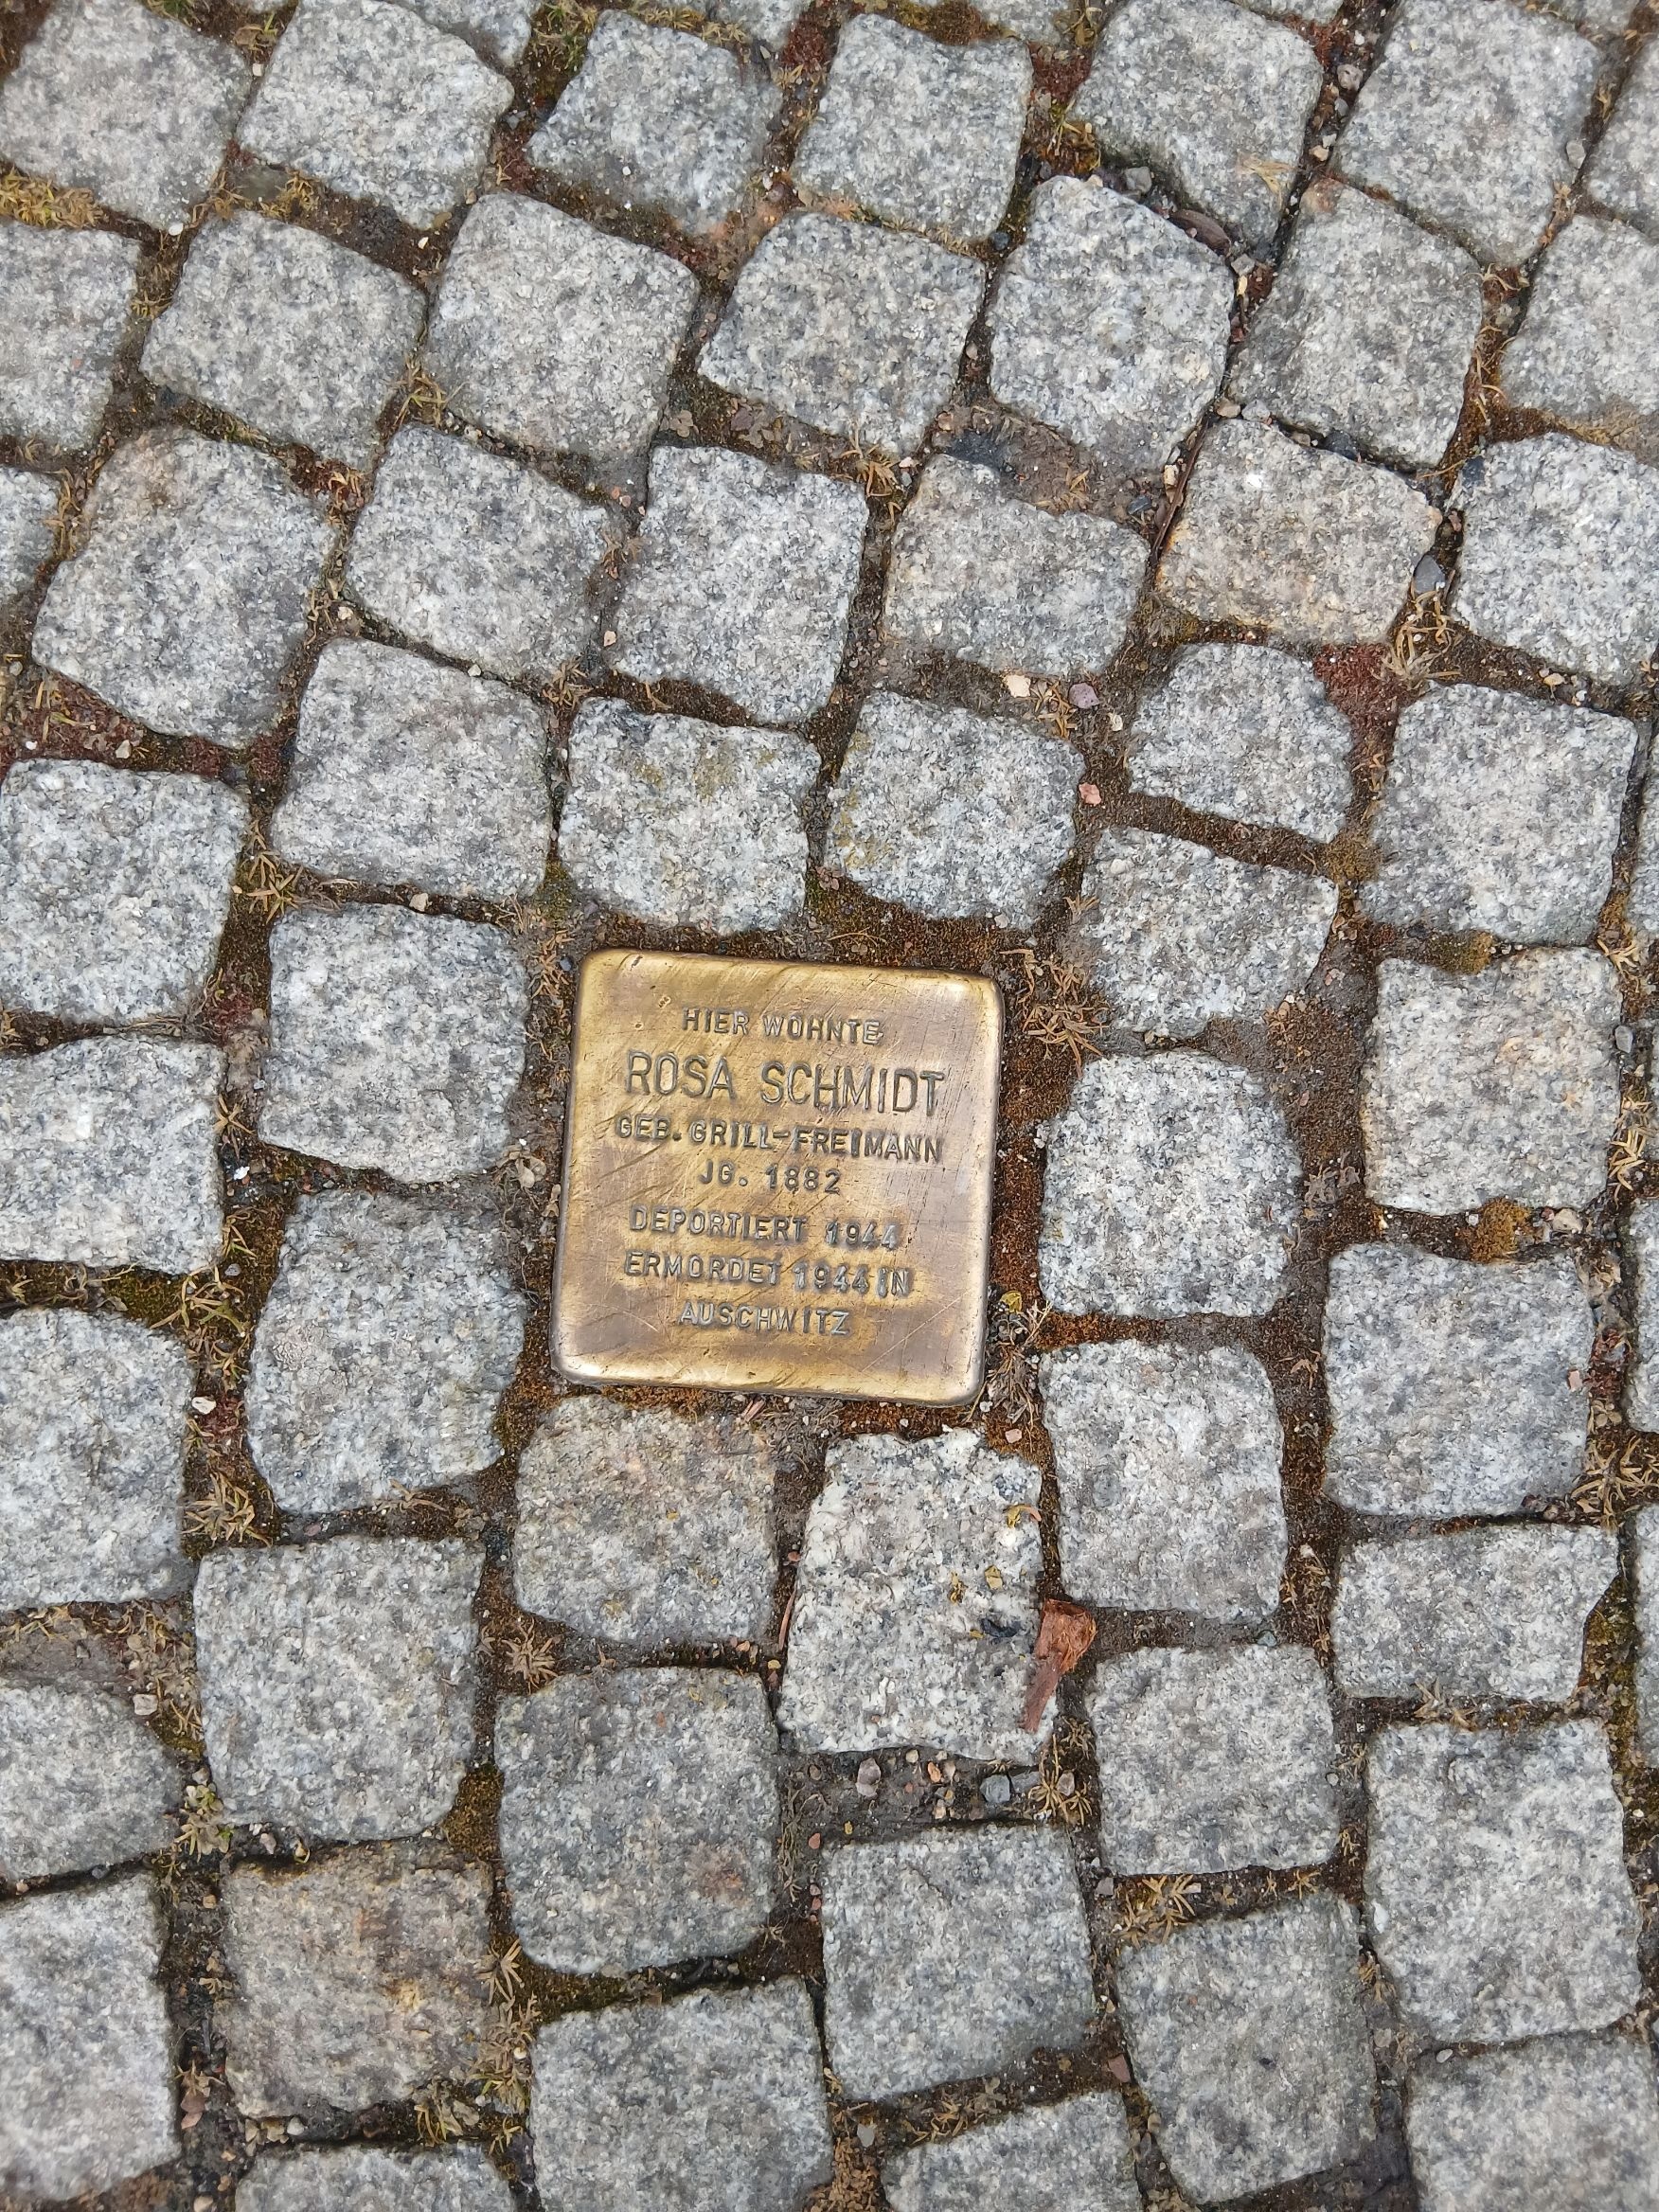 HIER WOHNTE
ROSA SCHMIDT
GEB. GRILL-FREIMANN
JG. 1882
DEPORTIERT 1944
ERMORDET 1944 IN
AUSCHWITZ